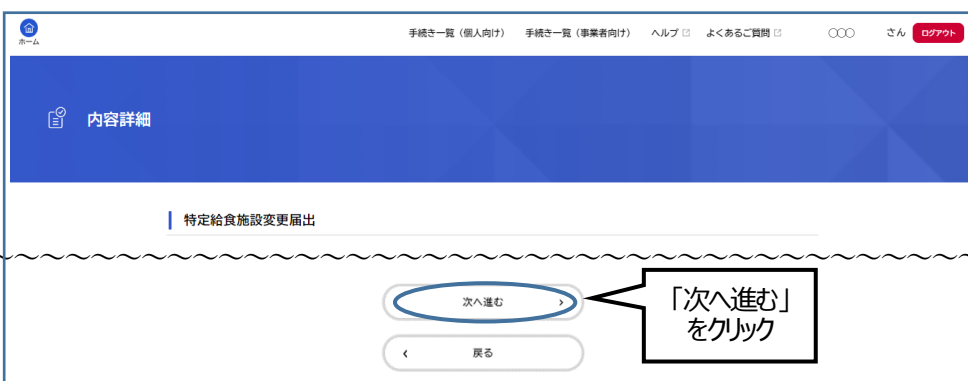 ホーム
手続き一覧（個人向け） 手続き一覧（事業者向け） ヘルプ よくあるご質問 〇〇〇 さん ログアウト
内容詳細
特定給食施設変更届出
次へ進む
「次へ進む」
をクリック
戻る